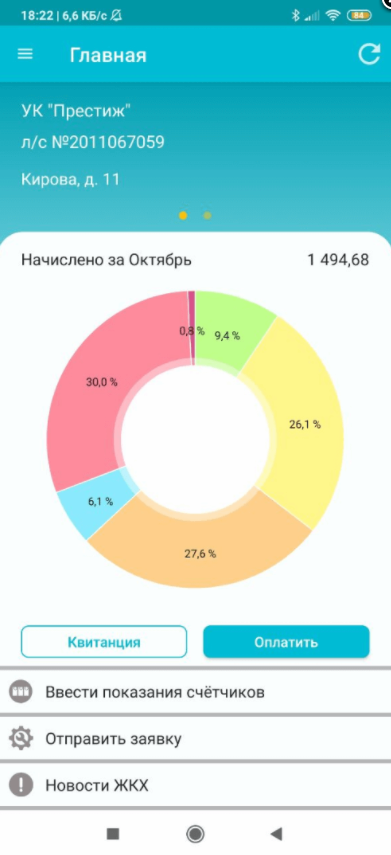 18:22 | 6,6 КБ/с
84
Главная
УК "Престиж"
л/с №2011067059
Кирова, д. 11
Начислено за Октябрь 1 494,68
0,8 %
9,4 %
30,0 %
26,1 %
6,1 %
27,6 %
Квитанция Оплатить
Ввести показания счётчиков
Отправить заявку
Новости ЖКХ